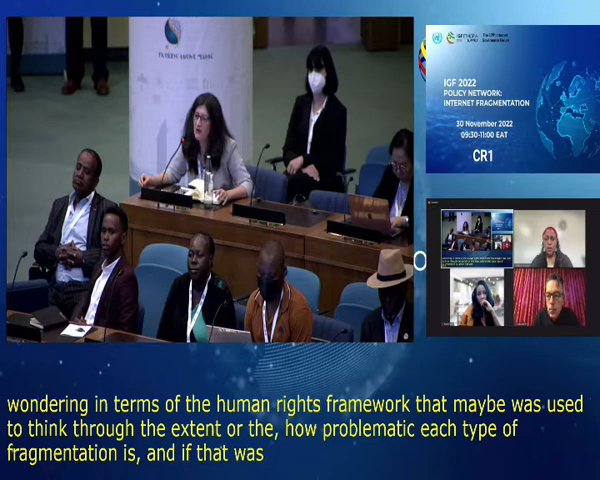 IGF 2022
POLICY NETWORK:
INTERNET FRAGMENTATION
30 November 2022
09:30-11:00 EAT
CR1
wondering in terms of the human rights framework that maybe was used
to think through the extent or the, how problematic each type of
fragmentation is, and if that was